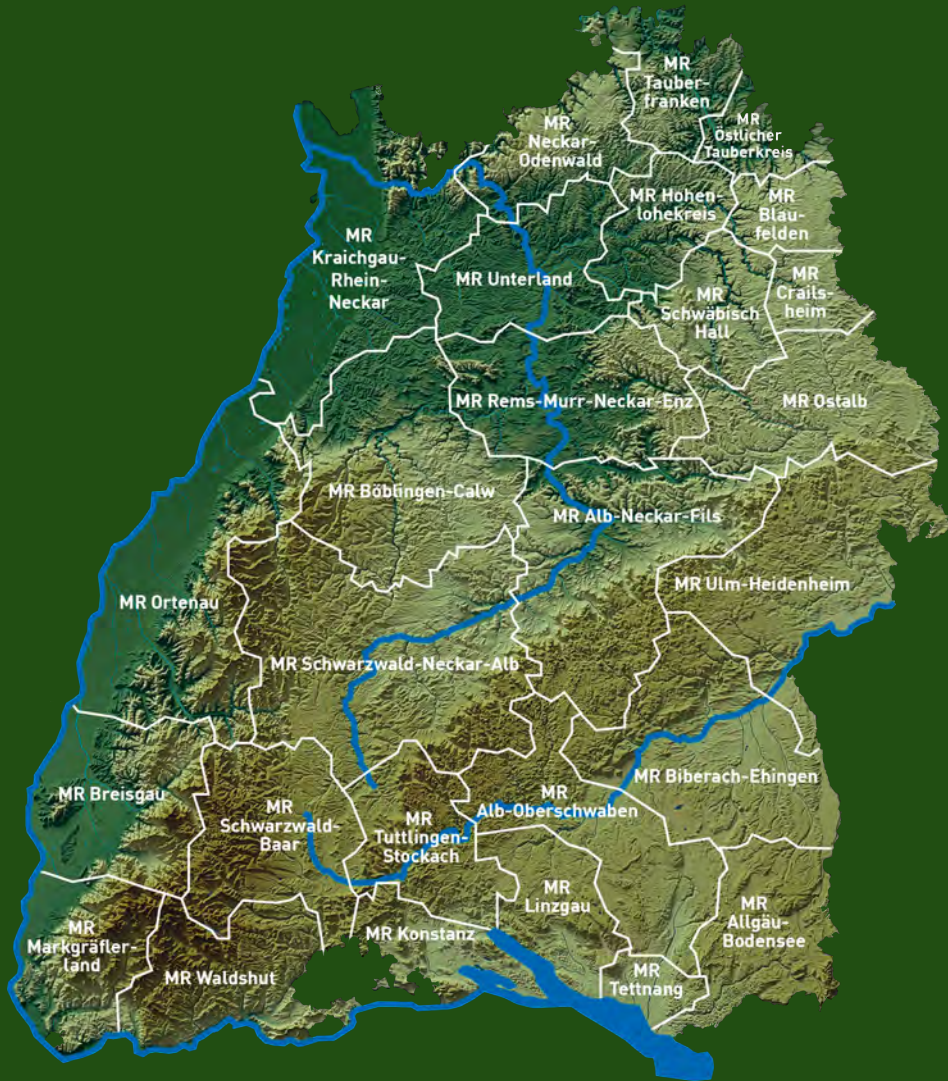 MR
Tauber-
franken
MR
Östlicher
Tauberkreis
MR
Neckar-
Odenwald
MR Hohen-
lohekreis
MR
Blau-
felden
MR
Kraichgau-
Rhein-
Neckar
MR Unterland
MR
Schwäbisch
Hall
MR
Crails-
heim
MR Rems-Murr-Neckar-Enz
MR Ostalb
MR Böblingen-Calw
MR Alb-Neckar-Fils
MR Ulm-Heidenheim
MR Ortenau
MR Schwarzwald-Neckar-Alb
MR Breisgau
MR
Schwarzwald-
Baar
MR
Tuttlingen-
Stockach
MR
Alb-Oberschwaben
MR Biberach-Ehingen
MR
Markgräfler-
land
MR Waldshut
MR Konstanz
MR
Linzgau
MR
Tettnang
MR
Allgäu-
Bodensee